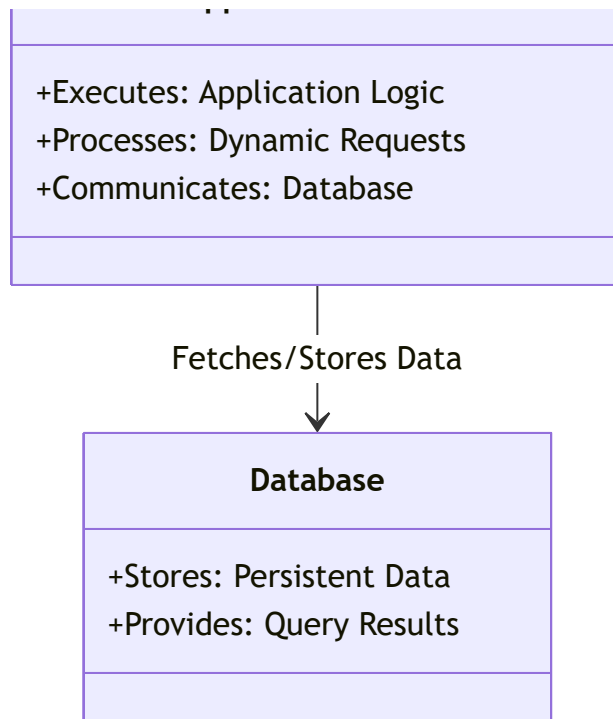 +Executes: Application Logic
+Processes: Dynamic Requests
+Communicates: Database
Fetches/Stores Data
Database
+Stores: Persistent Data
+Provides: Query Results